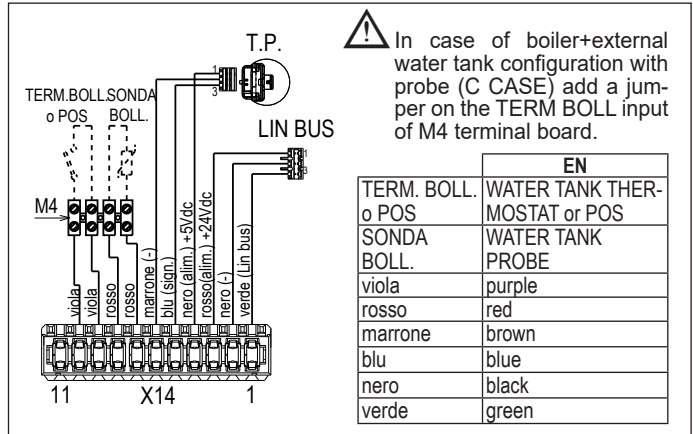 T.P.
1
3
TERM.BOLL.
o POS
SONDA
BOLL.
LIN BUS
1
3
M4
viola
viola
rosso
rosso
marrone (-)
blu (sign.)
nero (alim.) +5Vdc
rosso(alim.) +24Vdc
nero (-)
verde (Lin bus)
11
X14
1
In case of boiler+external
water tank configuration with
probe (C CASE) add a jum-
per on the TERM BOLL input
of M4 terminal board.
EN
TERM. BOLL. WATER TANK THER-
o POS MOSTAT or POS
SONDA WATER TANK
BOLL. PROBE
viola purple
rosso red
marrone brown
blu blue
nero black
verde green